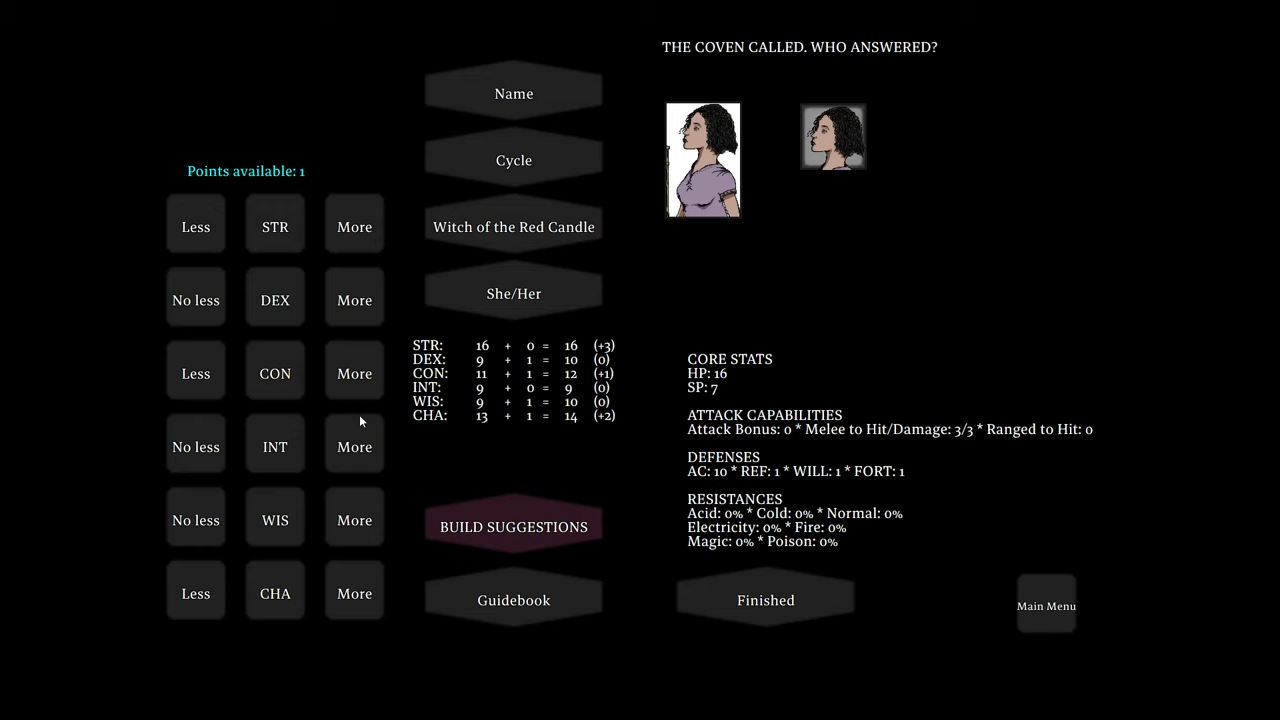 THE COVEN CALLED. WHO ANSWERED?
Name
Cycle
Points available: 1
Less STR More
Witch of the Red Candle
No less DEX More
She/Her
Less CON More
No less INT More
No less WIS More
Less CHA More
STR: 16 + 0 = 16 (+3)
DEX: 9 + 1 = 10 (0)
CON: 11 + 1 = 12 (+1)
INT: 9 + 0 = 9 (0)
WIS: 9 + 1 = 10 (0)
CHA: 13 + 1 = 14 (+2)
CORE STATS
HP: 16
SP: 7
ATTACK CAPABILITIES
Attack Bonus: 0 * Melee to Hit/Damage: 3/3 * Ranged to Hit: 0
DEFENSES
AC: 10 * REF: 1 * WILL: 1 * FORT: 1
RESISTANCES
Acid: 0% * Cold: 0% * Normal: 0%
Electricity: 0% * Fire: 0%
Magic: 0% * Poison: 0%
BUILD SUGGESTIONS
Guidebook
Finished
Main Menu